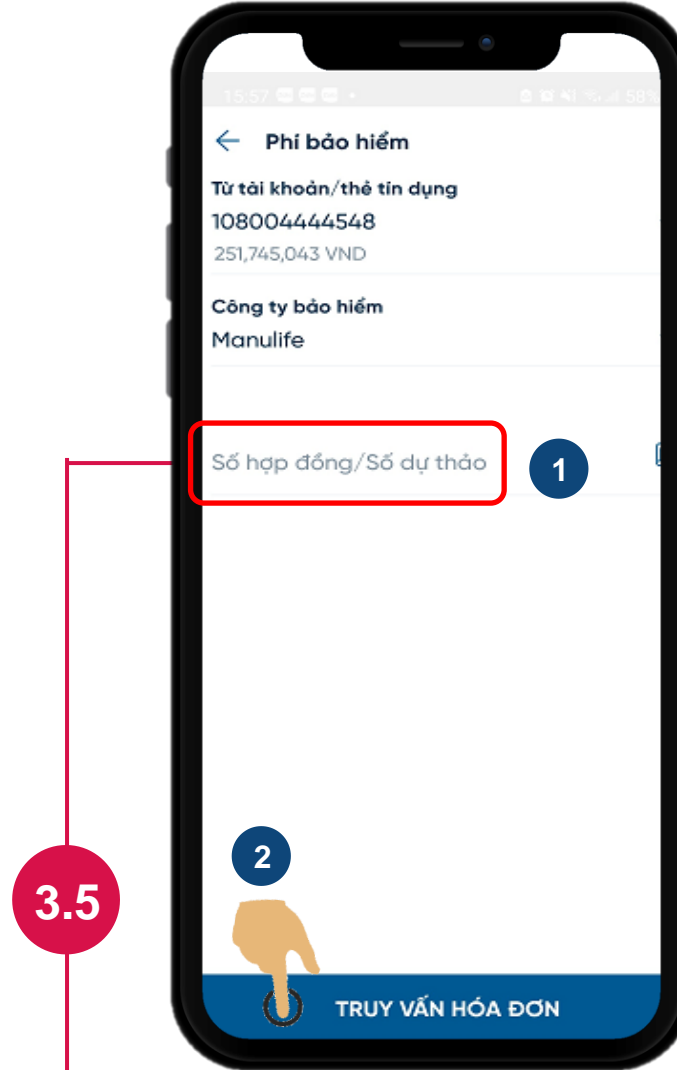 15:57
58%
Phí bảo hiểm
Từ tài khoản/thẻ tín dụng
108004444548
251,745,043 VND
Công ty bảo hiểm
Manulife
Số hợp đồng/Số dự thảo
1
2
3.5
TRUY VẤN HÓA ĐƠN